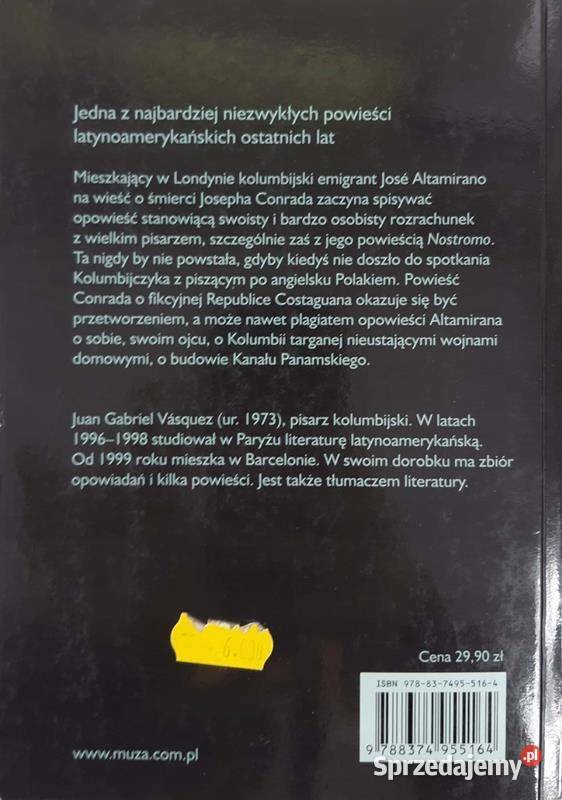 Jedna z najbardziej niezwykłych powieści
latynoamerykańskich ostatnich lat
Mieszkający w Londynie kolumbijski emigrant José Altamirano
na wieść o śmierci Josepha Conrada zaczyna spisywać
opowieść stanowiącą swoisty i bardzo osobisty rozrachunek
z wielkim pisarzem, szczególnie zaś z jego powieścią Nostromo.
Ta nigdy by nie powstała, gdyby kiedyś nie doszło do spotkania
Kolumbijczyka z piszącym po angielsku Polakiem. Powieść
Conrada o fikcyjnej Republice Costaguana okazuje się być
przetworzeniem, a może nawet plagiatem opowieści Altamirana
o sobie, swoim ojcu, o Kolumbii targanej nieustającymi wojnami
domowymi, o budowie Kanału Panamskiego.
Juan Gabriel Vásquez (ur. 1973), pisarz kolumbijski. W latach
1996–1998 studiował w Paryżu literaturę latynoamerykańską.
Od 1999 roku mieszka w Barcelonie. W swoim dorobku ma zbiór
opowiadań i kilka powieści. Jest także tłumaczem literatury.
Cena 29,90 zł
ISBN 978-83-7495-516-4
9 788374 955164
www.muza.com.pl
Sprzedajemy.pl